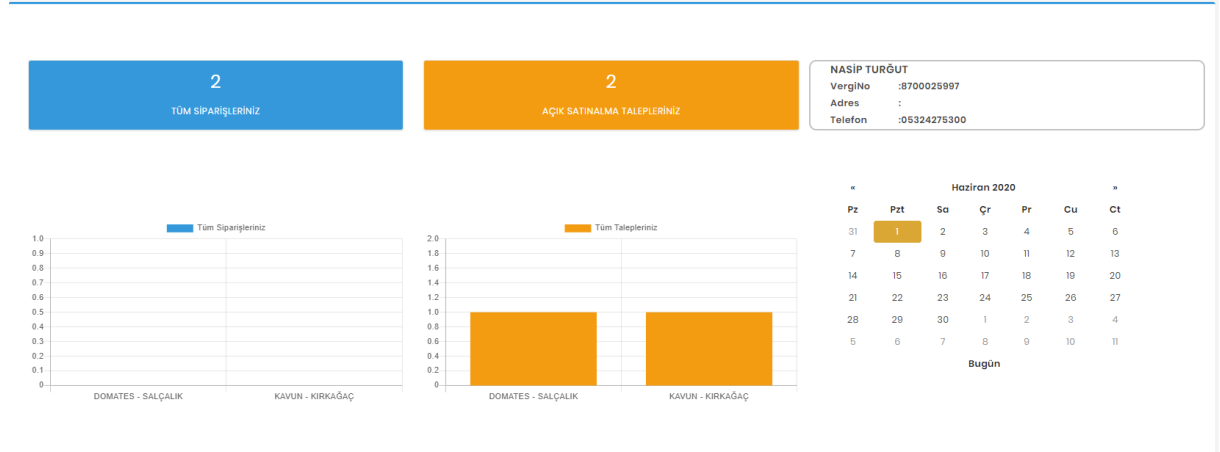 2
TÜM SİPARİŞLERİNİZ
2
AÇIK SATINALMA TALEPLERİNİZ
NASİP TURĞUT
VergiNo :8700025997
Adres :
Telefon :05324275300
Tüm Siparişleriniz
1.0
0.9
0.8
0.7
0.6
0.5
0.4
0.3
0.2
0.1
0
DOMATES - SALÇALIK KAVUN - KIRKAĞAÇ
Tüm Talepleriniz
2.0
1.8
1.6
1.4
1.2
1.0
0.8
0.6
0.4
0.2
0
DOMATES - SALÇALIK KAVUN - KIRKAĞAÇ
« Haziran 2020 »
Pz Pzt Sa Çr Pr Cu Ct
31 1 2 3 4 5 6
7 8 9 10 11 12 13
14 15 16 17 18 19 20
21 22 23 24 25 26 27
28 29 30 1 2 3 4
5 6 7 8 9 10 11
Bugün